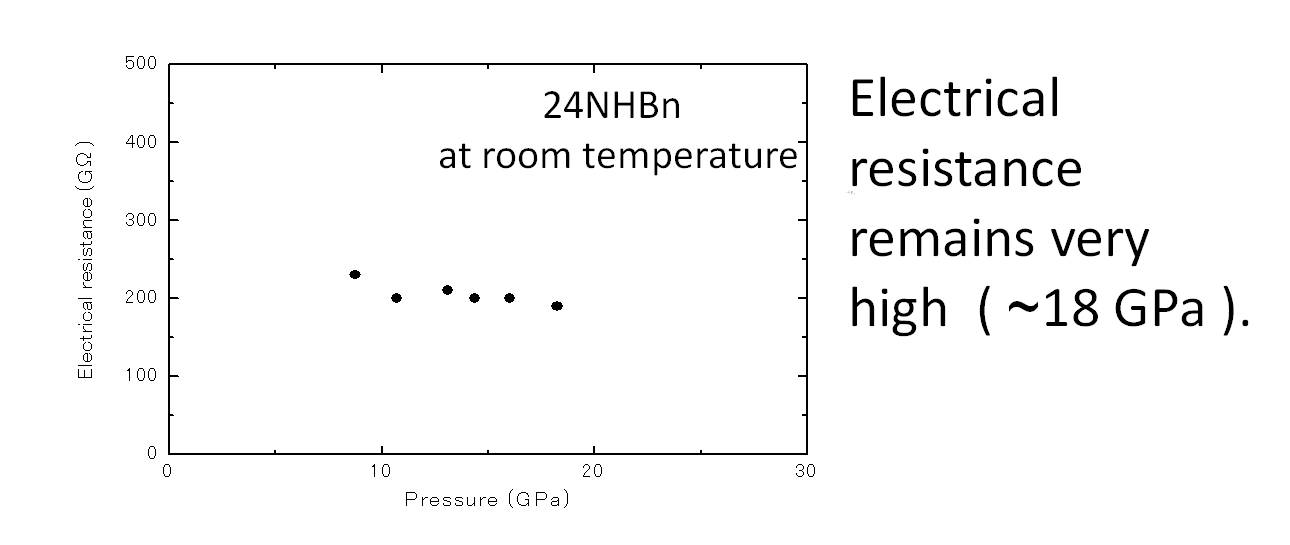 500
400
300
200
100
0
Electrical resistance (GΩ)
24NHBn
at room temperature
0 10 20 30
Pressure (GPa)
Electrical
resistance
remains very
high ( ~18 GPa ).